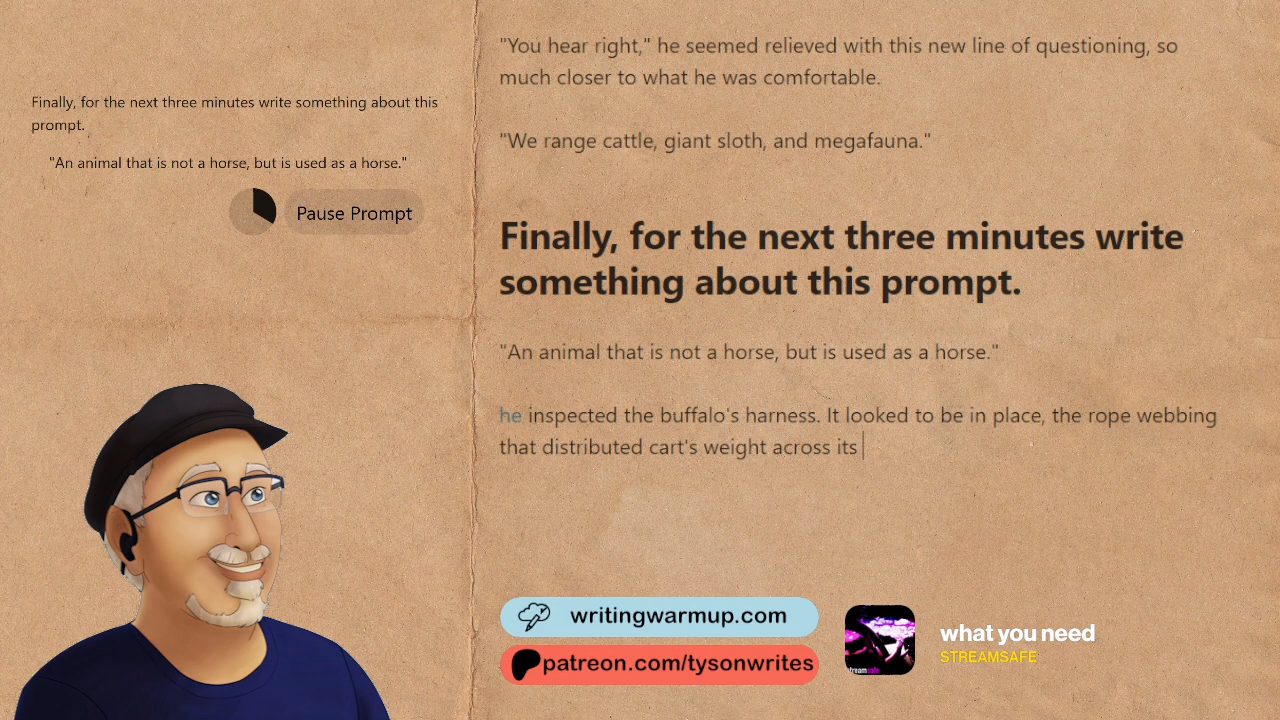 Finally, for the next three minutes write something about this
prompt.
"An animal that is not a horse, but is used as a horse."
Pause Prompt
"You hear right," he seemed relieved with this new line of questioning, so
much closer to what he was comfortable.
"We range cattle, giant sloth, and megafauna."
Finally, for the next three minutes write
something about this prompt.
"An animal that is not a horse, but is used as a horse."
he inspected the buffalo's harness. It looked to be in place, the rope webbing
that distributed cart's weight across its
writingwarmup.com
patreon.com/tysonwrites
streamsafe
what you need
STREAMSAFE